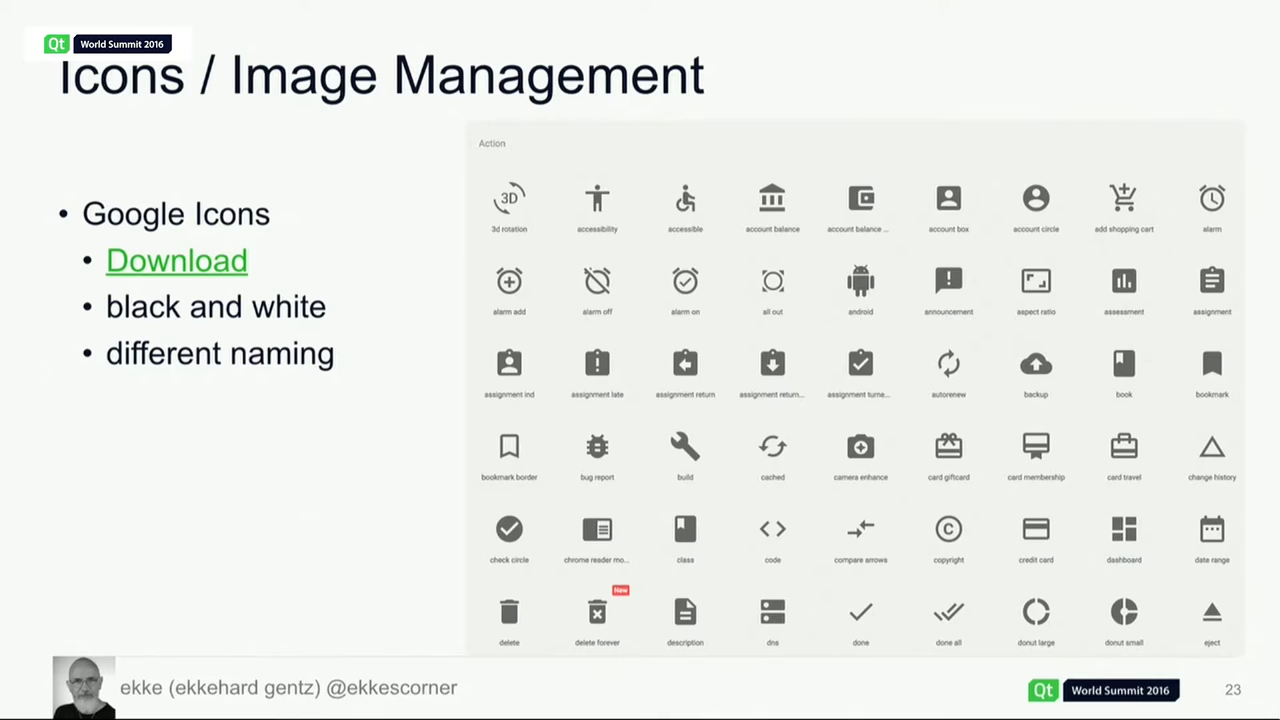 Qt World Summit 2016
Icons / Image Management
• Google Icons
• Download
• black and white
• different naming
Action
3D
3d rotation accessibility accessible account balance account balance ... account box account circle add shopping cart alarm
alarm add alarm off alarm on all out android announcement aspect ratio assessment assignment
assignment ind assignment late assignment return assignment return... assignment turne... autorenew backup book bookmark
bookmark border bug report build cached camera enhance card giftcard card membership card travel change history
C
check circle chrome reader mo... class code compare arrows copyright credit card dashboard date range
New
delete delete forever description dns done done all donut large donut small eject
ekke (ekkehard gentz) @ekkescorner
Qt World Summit 2016
23